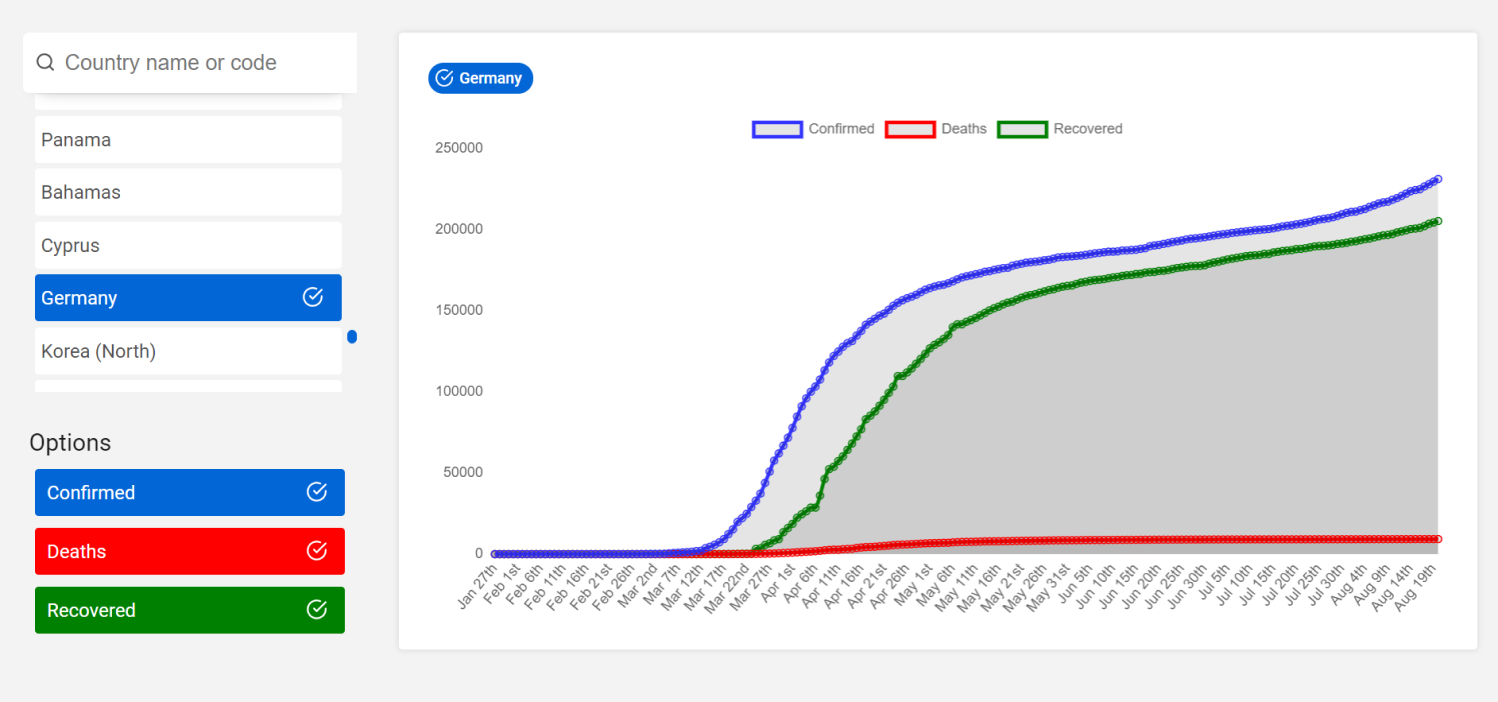 Country name or code
Panama
Bahamas
Cyprus
Germany
Korea (North)
Options
Confirmed
Deaths
Recovered
Germany
Confirmed Deaths Recovered
250000
200000
150000
100000
50000
0
Jan 27th Feb 1st Feb 6th Feb 11th Feb 16th Feb 21st Feb 26th Mar 2nd Mar 7th Mar 12th Mar 17th Mar 22nd Mar 27th Apr 1st Apr 6th Apr 11th Apr 16th Apr 21st Apr 26th May 1st May 6th May 11th May 16th May 21st May 26th May 31st Jun 5th Jun 10th Jun 15th Jun 20th Jun 25th Jun 30th Jul 5th Jul 10th Jul 15th Jul 20th Jul 25th Jul 30th Aug 4th Aug 9th Aug 14th Aug 19th